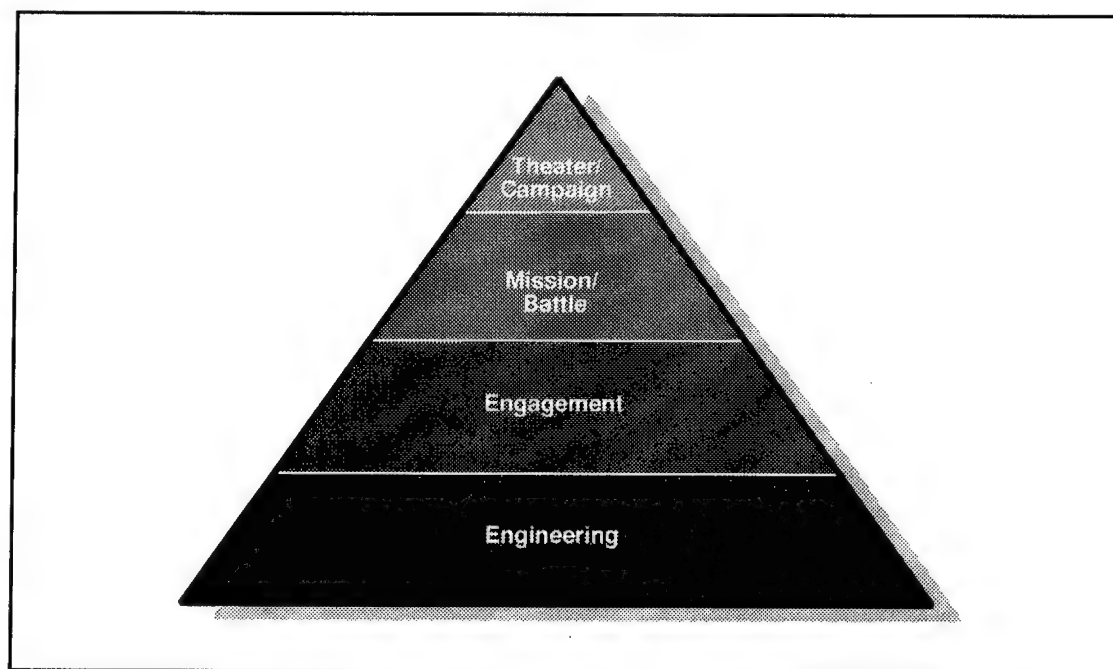 Theater/
Campaign
Mission/
Battle
Engagement
Engineering